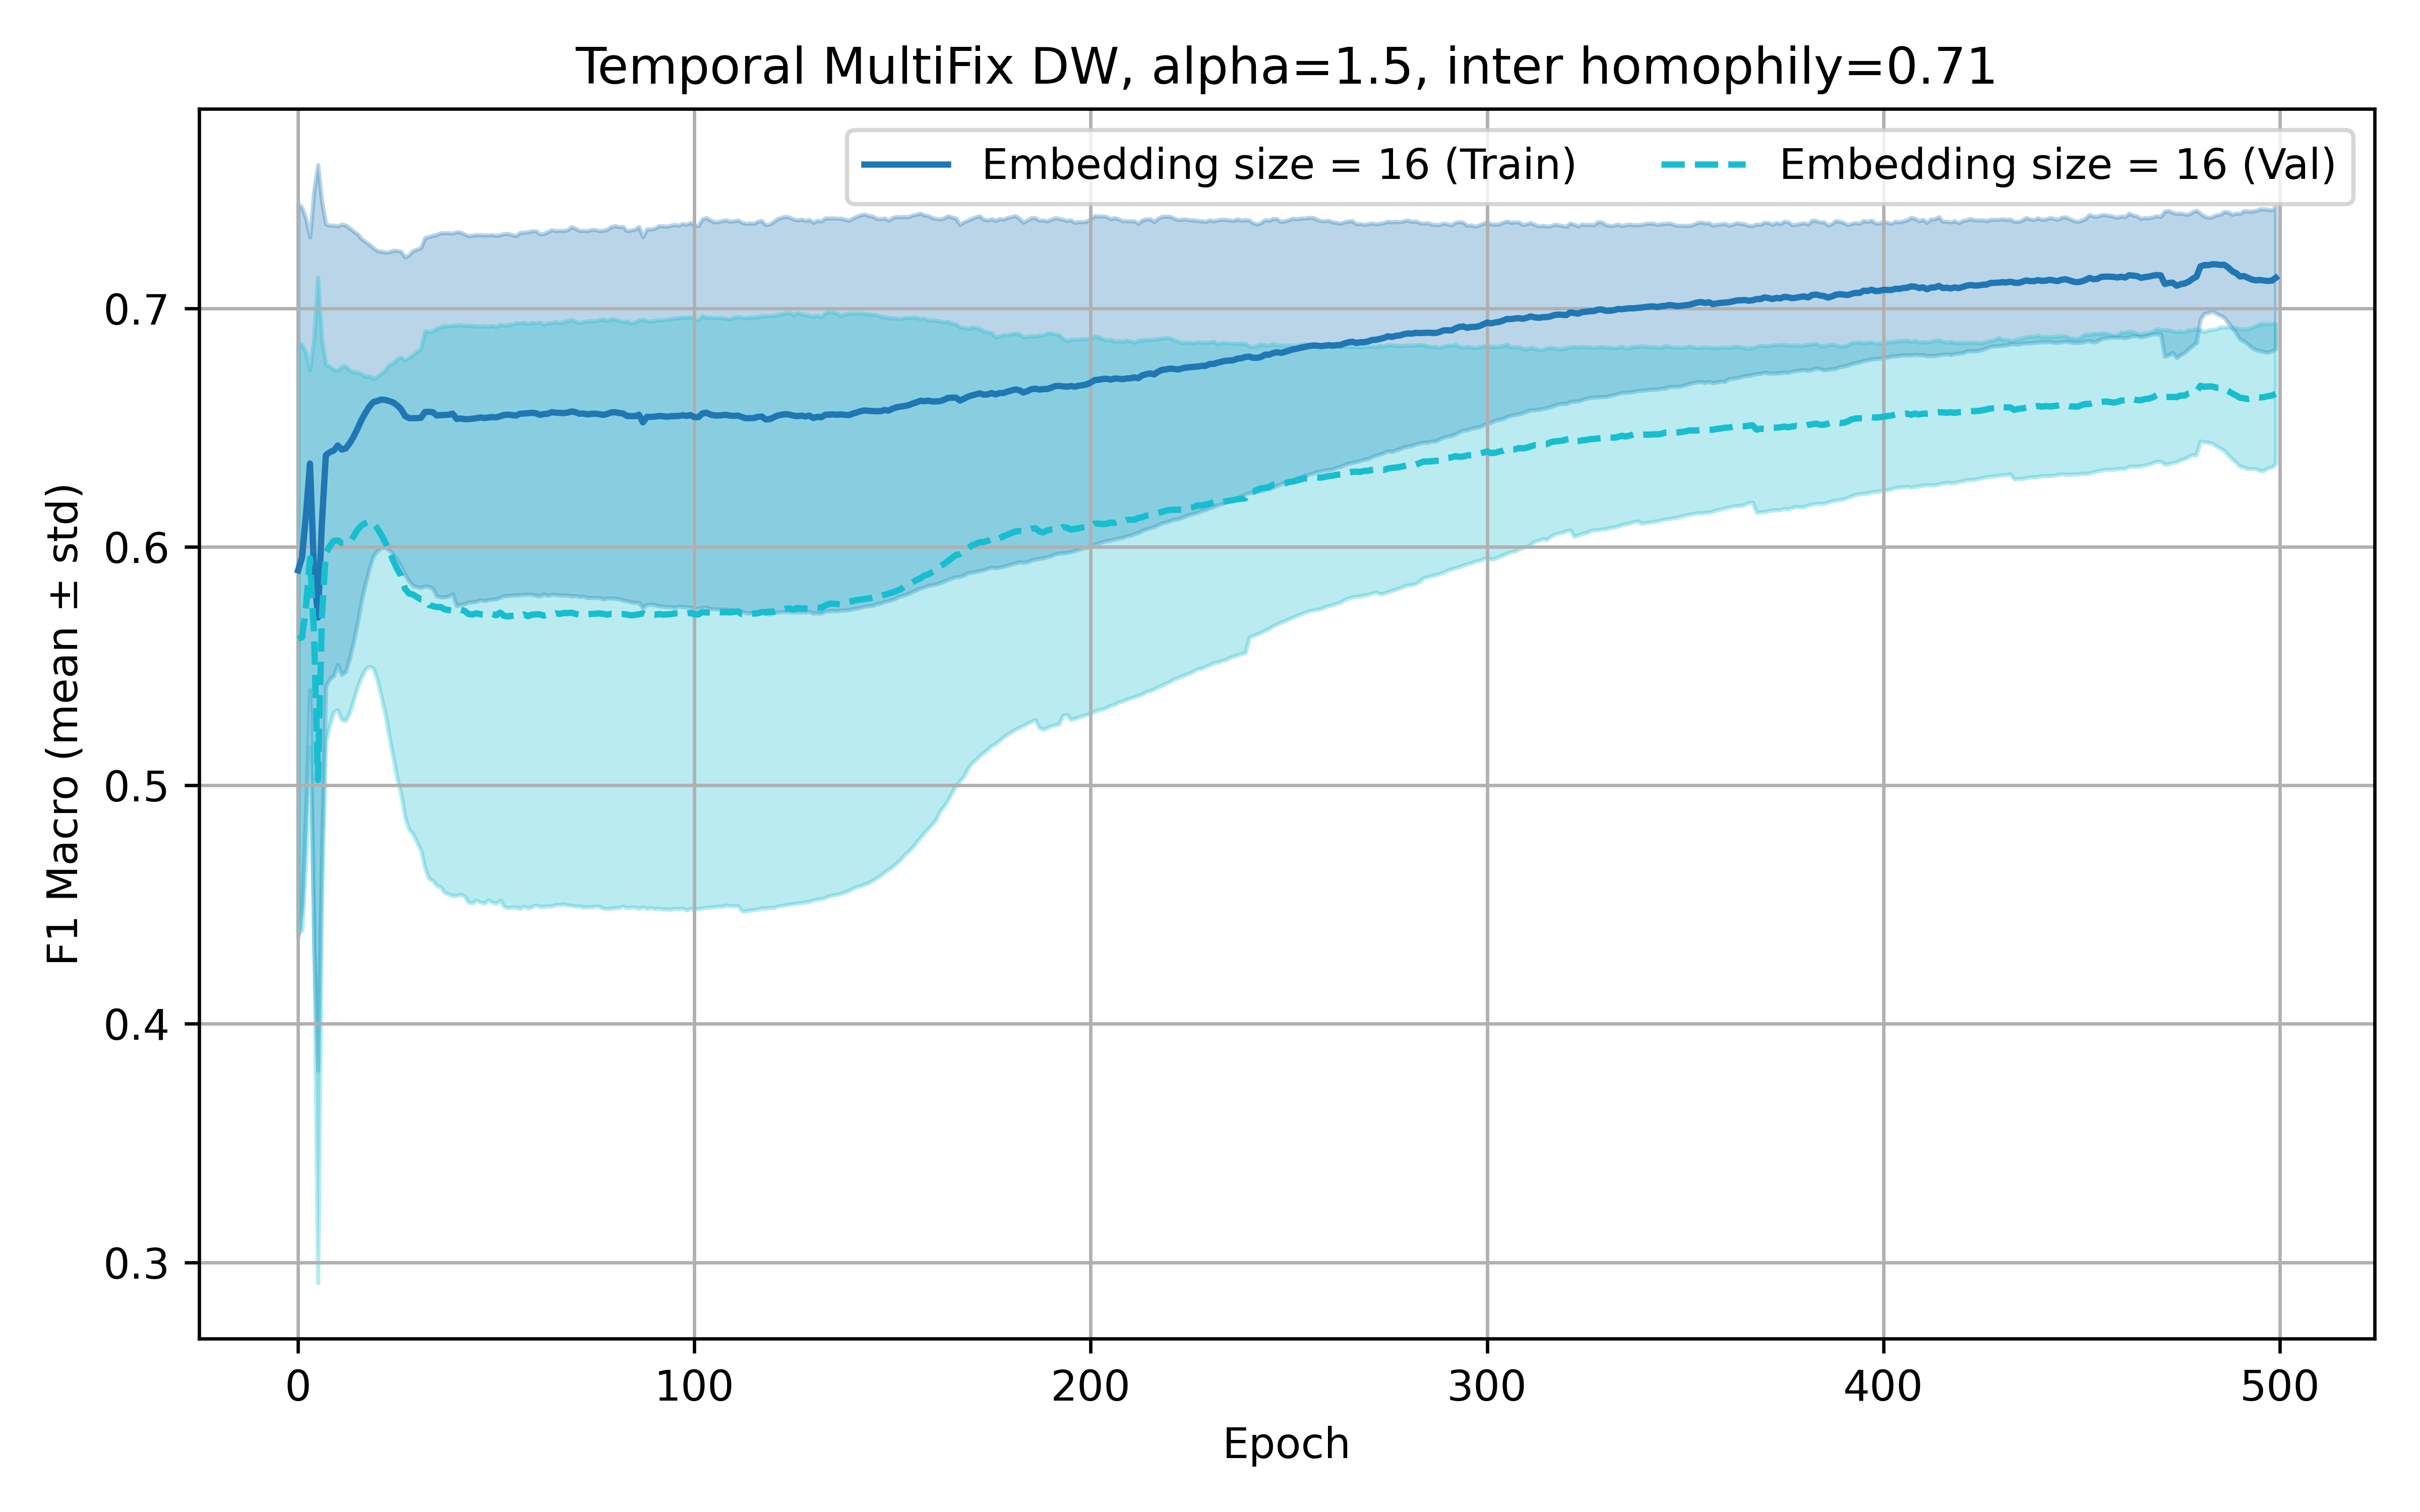 Temporal MultiFix DW, alpha=1.5, inter homophily=0.71
Embedding size = 16 (Train)
Embedding size = 16 (Val)
F1 Macro (mean ± std)
0.7
0.6
0.5
0.4
0.3
0
100
200
300
400
500
Epoch